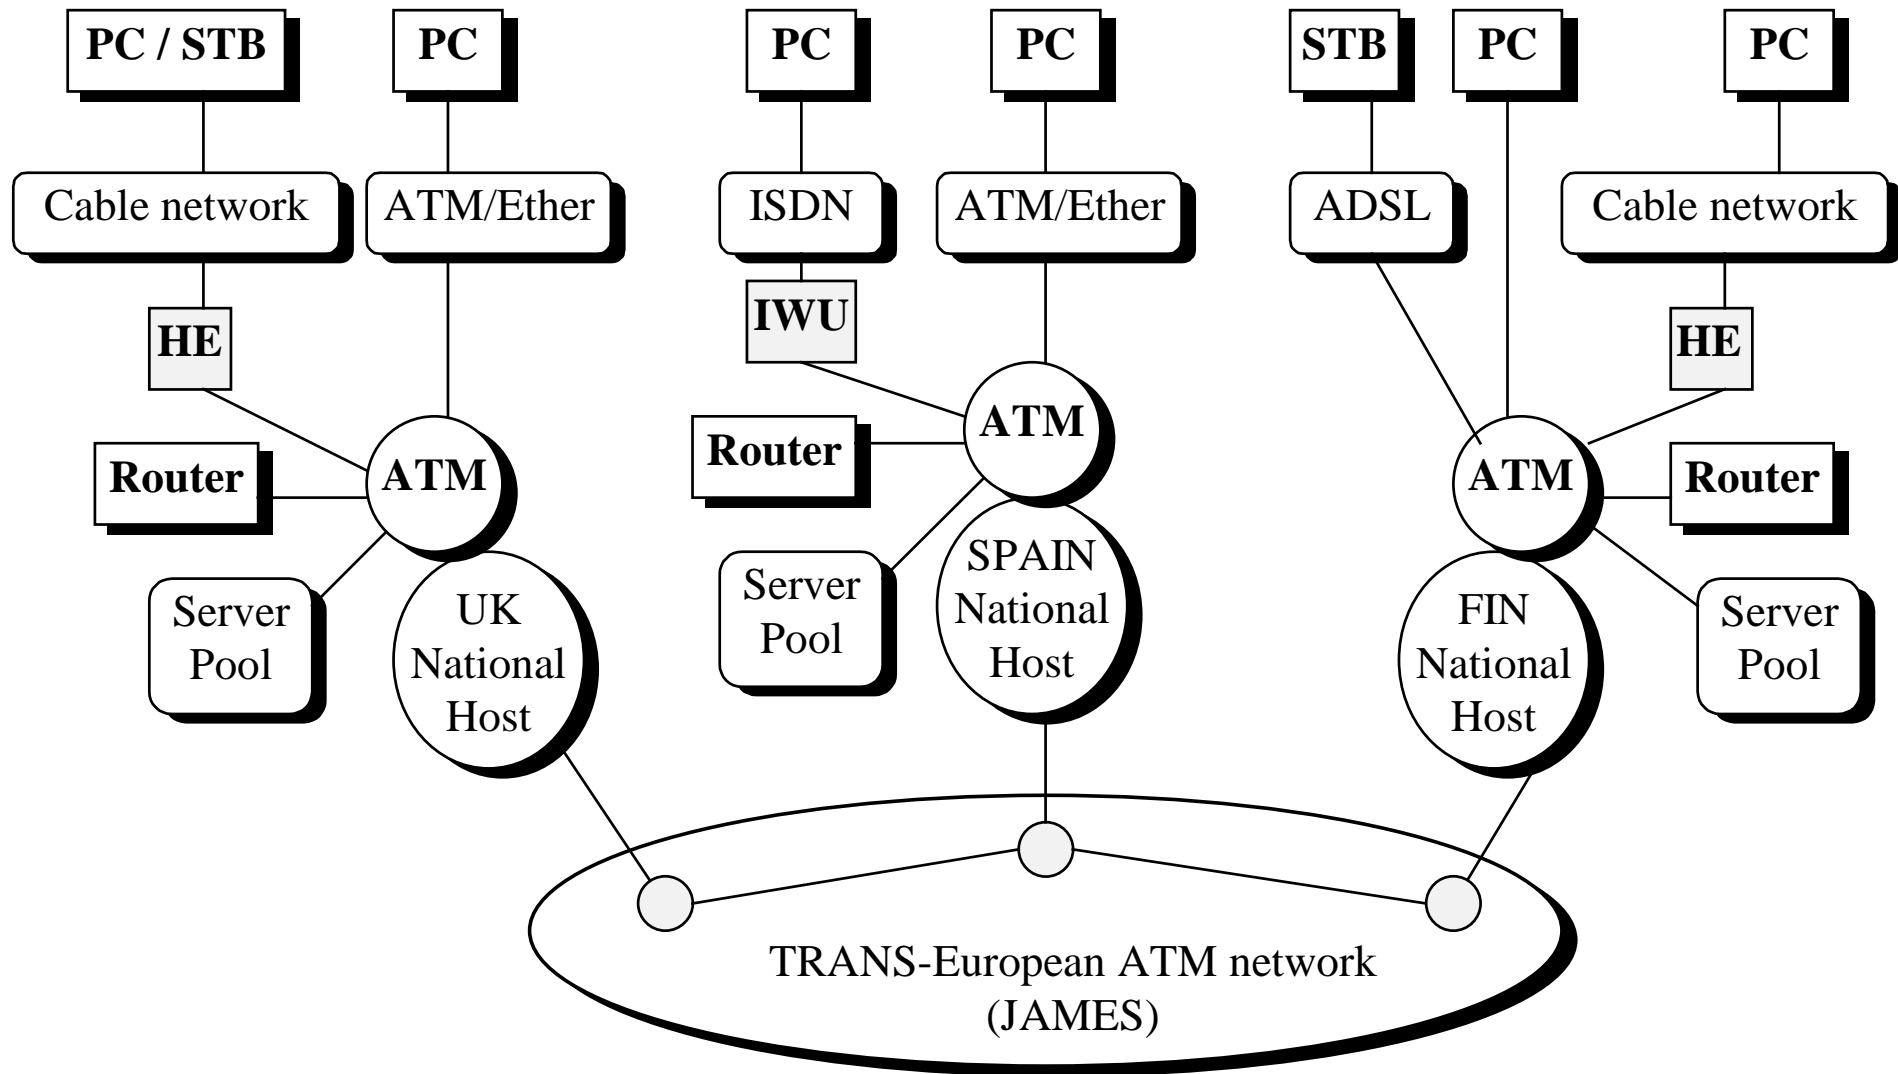 PC / STB
PC
PC
PC
STB
PC
PC
Cable network
ATM/Ether
ISDN
ATM/Ether
ADSL
Cable network
HE
IWU
HE
Router
ATM
Router
ATM
ATM
Router
Server
Pool
UK
National
Host
Server
Pool
SPAIN
National
Host
FIN
National
Host
Server
Pool
TRANS-European ATM network
(JAMES)